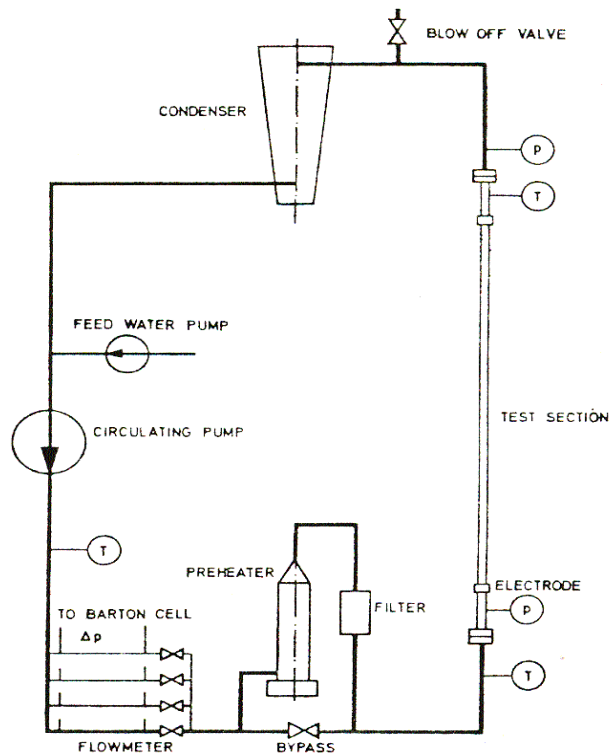 BLOW OFF VALVE
CONDENSER
P
T
FEED WATER PUMP
CIRCULATING PUMP
TEST SECTION
T
PREHEATER
FILTER
ELECTRODE
P
TO BARTON CELL
Δp
T
FLOWMETER
BYPASS